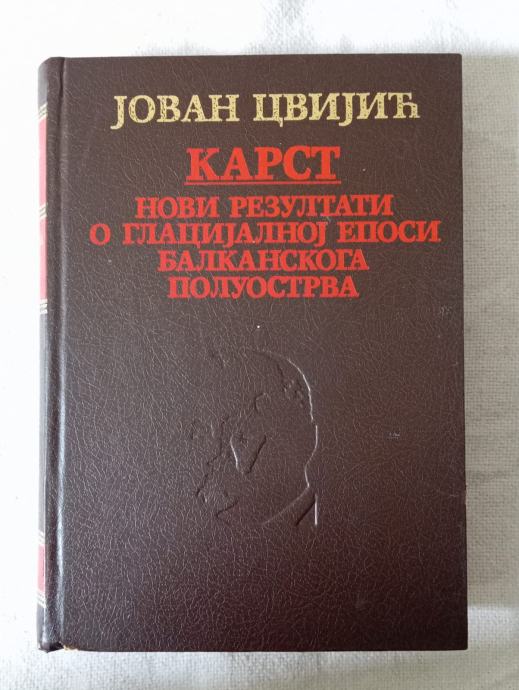 ЈОВАН ЦВИЈИЋ
КАРСТ
НОВИ РЕЗУЛТАТИ
О ГЛАЦИЈАЛНОЈ ЕПОСИ
БАЛКАНСКОГА
ПОЛУОСТРВА